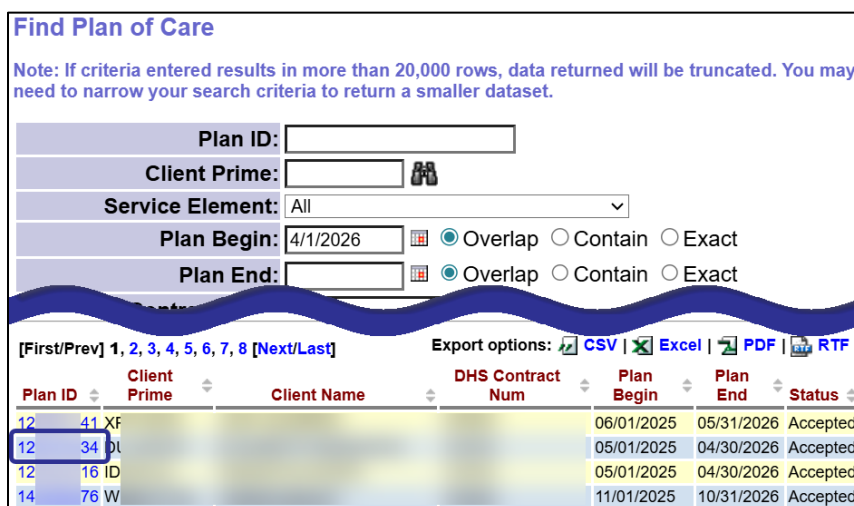 Find Plan of Care
Note: If criteria entered results in more than 20,000 rows, data returned will be truncated. You may
need to narrow your search criteria to return a smaller dataset.
Plan ID:
Client Prime:
Service Element: All
Plan Begin: 4/1/2026 Overlap Contain Exact
Plan End: Overlap Contain Exact
[First/Prev] 1, 2, 3, 4, 5, 6, 7, 8 [Next/Last] Export options: CSV | Excel | PDF | RTF
Plan ID Client Prime Client Name DHS Contract Num Plan Begin Plan End Status
12 41 XF 06/01/2025 05/31/2026 Accepted
12 34 05/01/2025 04/30/2026 Accepted
12 16 ID 05/01/2025 04/30/2026 Accepted
14 76 W 11/01/2025 10/31/2026 Accepted